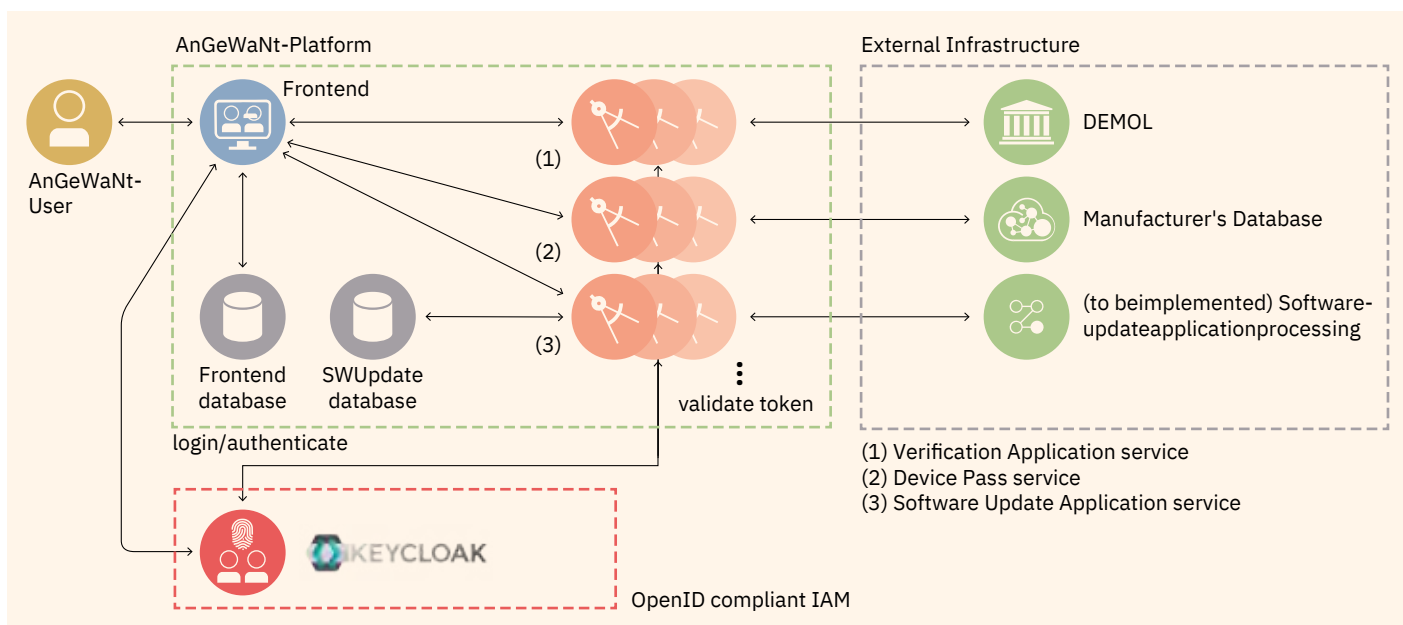 AnGeWaNt-Platform
External Infrastructure
Frontend
AnGeWaNt-
User
(1)
DEMOL
(2)
Manufacturer's Database
(3)
(to beimplemented) Software-
updateapplicationprocessing
Frontend
database
SWUpdate
database
validate token
login/authenticate
(1) Verification Application service
(2) Device Pass service
(3) Software Update Application service
KEYCLOAK
OpenID compliant IAM